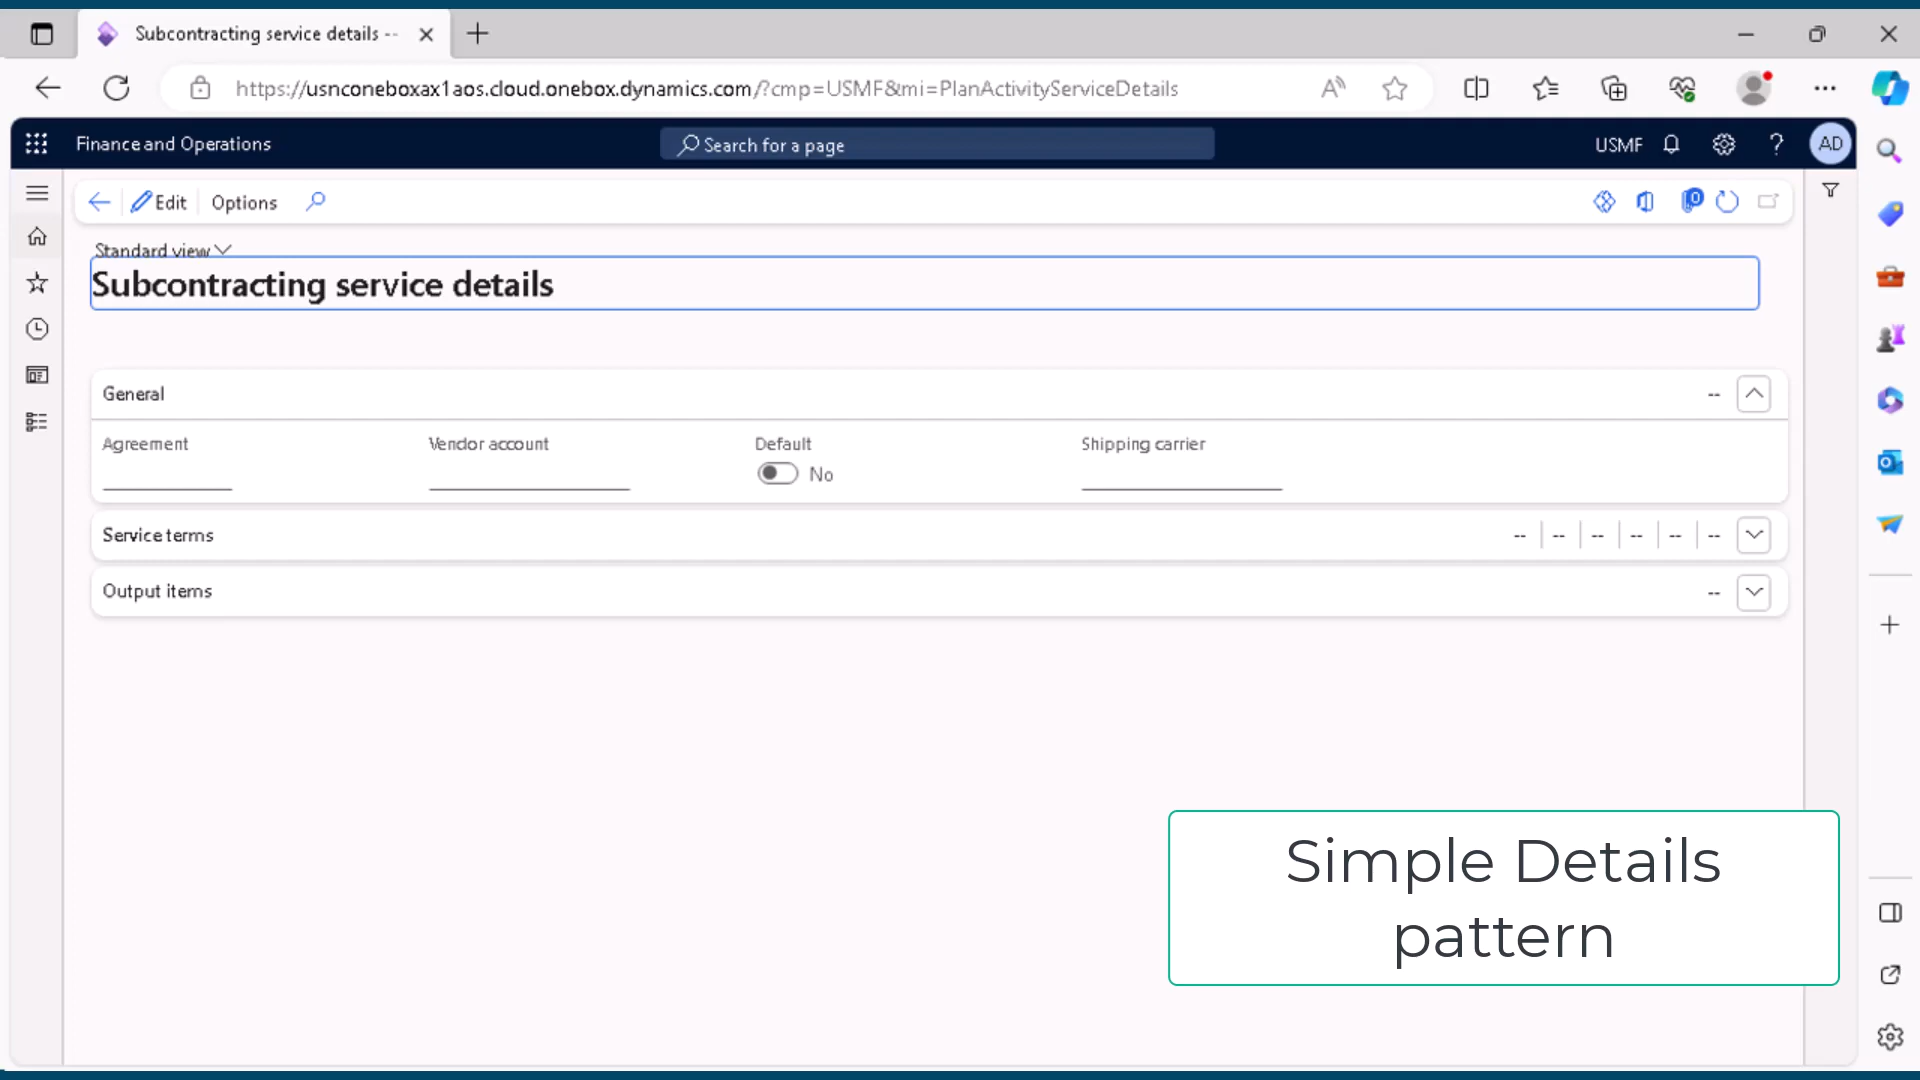 Subcontracting service details --
https://usnconeboxax1aos.cloud.onebox.dynamics.com/?cmp=USMF&mi=PlanActivityServiceDetails
Finance and Operations
Search for a page
USMF
?
AD
Edit
Options
0
Standard view
Subcontracting service details
General
--
Agreement
Vendor account
Default
Shipping carrier
No
Service terms
-- | -- | -- | -- | -- | --
Output items
--
Simple Details
pattern